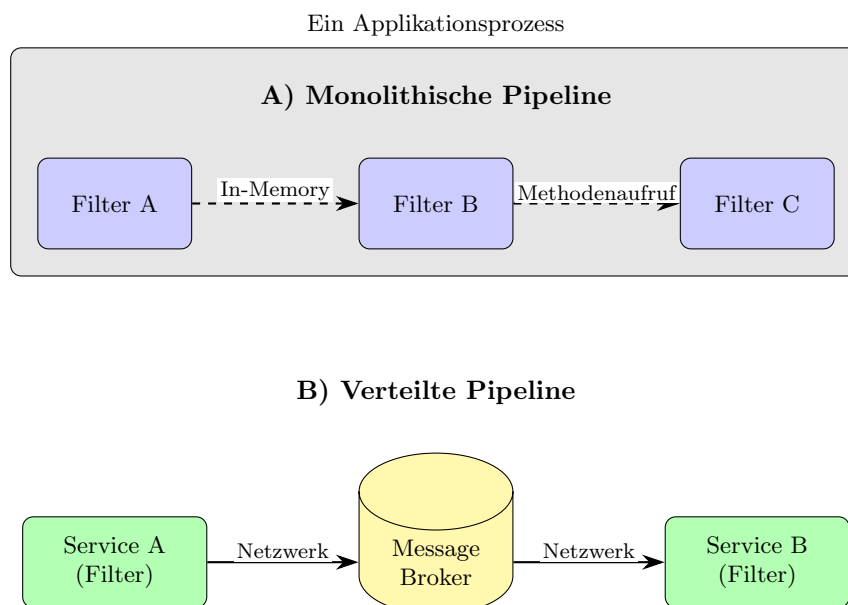 Ein Applikationsprozess
A) Monolithische Pipeline
Filter A
In-Memory
Filter B
Methodenaufruf
Filter C
B) Verteilte Pipeline
Service A
(Filter)
Netzwerk
Message
Broker
Netzwerk
Service B
(Filter)